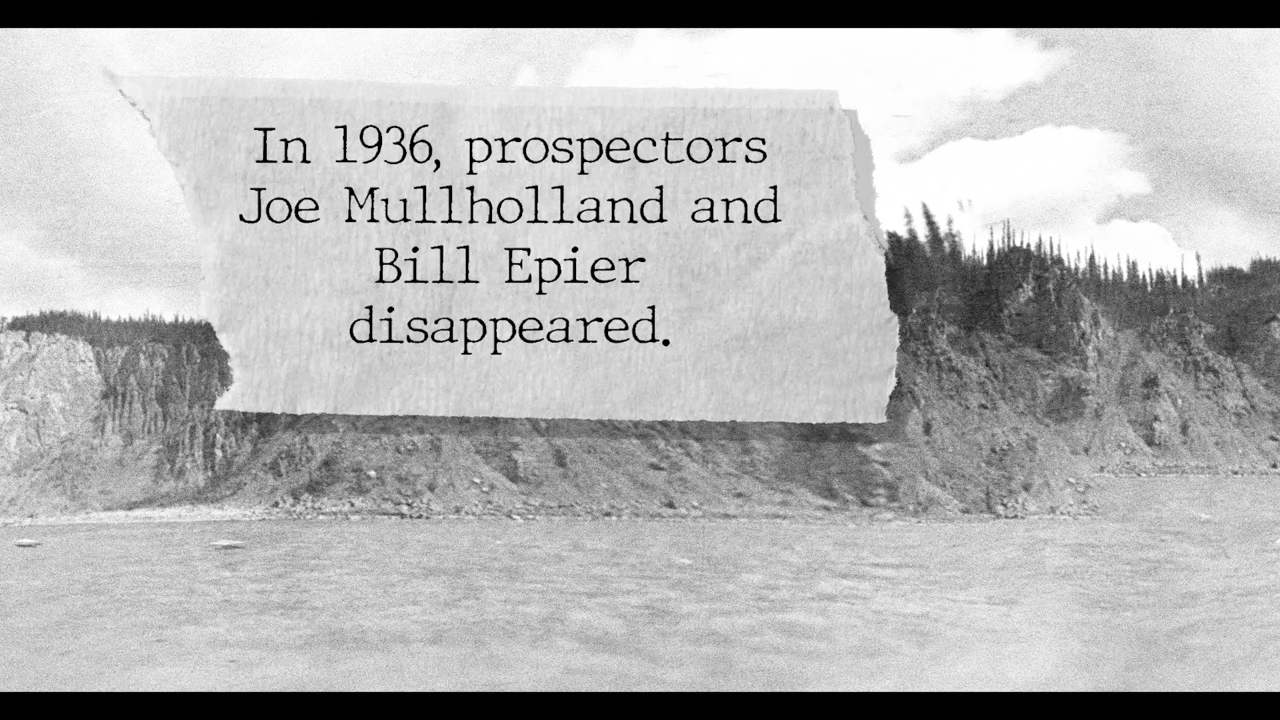 In 1936, prospectors
Joe Mullholland and
Bill Epier
disappeared.